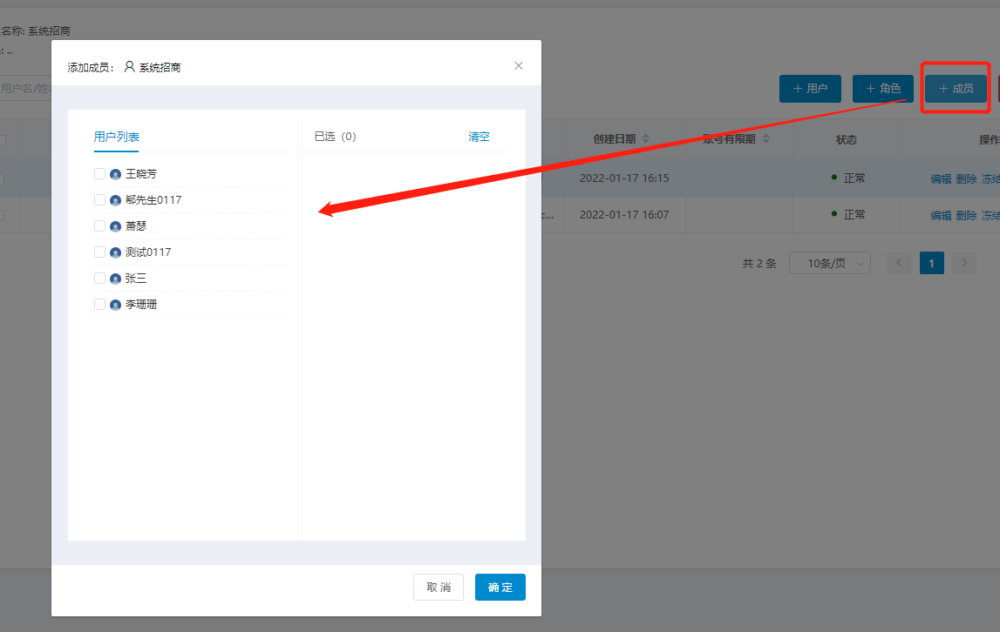 名称: 系统招商
: ..
用户名/姓
添加成员： 系统招商
用户列表
已选（0）
清空
王晓芳
郗先生0117
萧瑟
测试0117
张三
李珊珊
取 消
确 定
+ 用户
+ 角色
+ 成员
创建日期
账号有限期
状态
操作
2022-01-17 16:15
正常
编辑 删除 冻结
c...
2022-01-17 16:07
正常
编辑 删除 冻结
共 2 条
10条/页
1